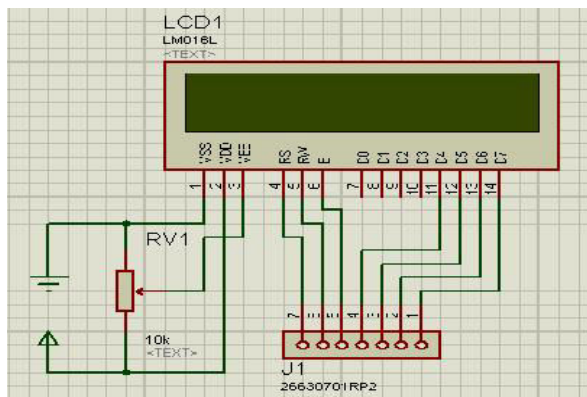 LCD1
LM016L
<TEXT>
VSS VDD VEE RS RW E D0 D1 D2 D3 D4 D5 D6 D7
1 2 3 4 5 6 7 8 9 10 11 12 13 14
RV1
10k
<TEXT>
7 6 5 4 3 2 1
J1
26630701RP2